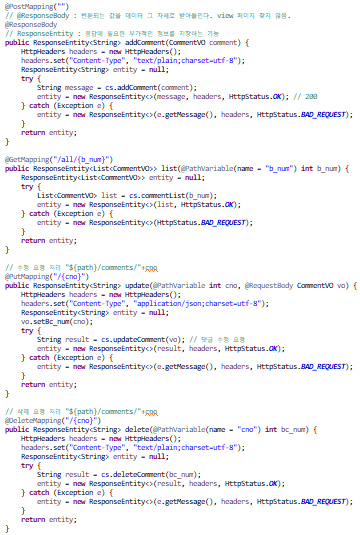 @PostMapping("")
// @ResponseBody : 변환되는 값을 데이터 그 자체로 받아들인다. view 페이지 찾지 않음.
@ResponseBody
// ResponseEntity : 응답에 필요한 부가적인 정보를 저장하는 기능
public ResponseEntity<String> addComment(CommentVO comment) {
HttpHeaders headers = new HttpHeaders();
headers.set("Content-Type", "text/plain;charset=utf-8");
ResponseEntity<String> entity = null;
try {
String message = cs.addComment(comment);
entity = new ResponseEntity<>(message, headers, HttpStatus.OK); // 200
} catch (Exception e) {
entity = new ResponseEntity<>(e.getMessage(), headers, HttpStatus.BAD_REQUEST);
}
return entity;
}
@GetMapping("/all/{b_num}")
public ResponseEntity<List<CommentVO>> list(@PathVariable(name = "b_num") int b_num) {
ResponseEntity<List<CommentVO>> entity = null;
try {
List<CommentVO> list = cs.commentList(b_num);
entity = new ResponseEntity<>(list, HttpStatus.OK);
} catch (Exception e) {
entity = new ResponseEntity<>(HttpStatus.BAD_REQUEST);
}
return entity;
}
// 수정 요청 처리 "${path}/comments/"+cno
@PutMapping("/{cno}")
public ResponseEntity<String> update(@PathVariable int cno, @RequestBody CommentVO vo) {
HttpHeaders headers = new HttpHeaders();
headers.set("Content-Type", "application/json;charset=utf-8");
ResponseEntity<String> entity = null;
vo.setBc_num(cno);
try {
String result = cs.updateComment(vo); // 댓글 수정 요청
entity = new ResponseEntity<>(result, headers, HttpStatus.OK);
} catch (Exception e) {
entity = new ResponseEntity<>(e.getMessage(), headers, HttpStatus.BAD_REQUEST);
}
return entity;
}
// 삭제 요청 처리 "${path}/comments/"+cno
@DeleteMapping("/{cno}")
public ResponseEntity<String> delete(@PathVariable(name = "cno") int bc_num) {
HttpHeaders headers = new HttpHeaders();
headers.set("Content-Type", "text/plain;charset=utf-8");
ResponseEntity<String> entity = null;
try {
String result = cs.deleteComment(bc_num);
entity = new ResponseEntity<>(result, headers, HttpStatus.OK);
} catch (Exception e) {
entity = new ResponseEntity<>(e.getMessage(), headers, HttpStatus.BAD_REQUEST);
}
return entity;
}